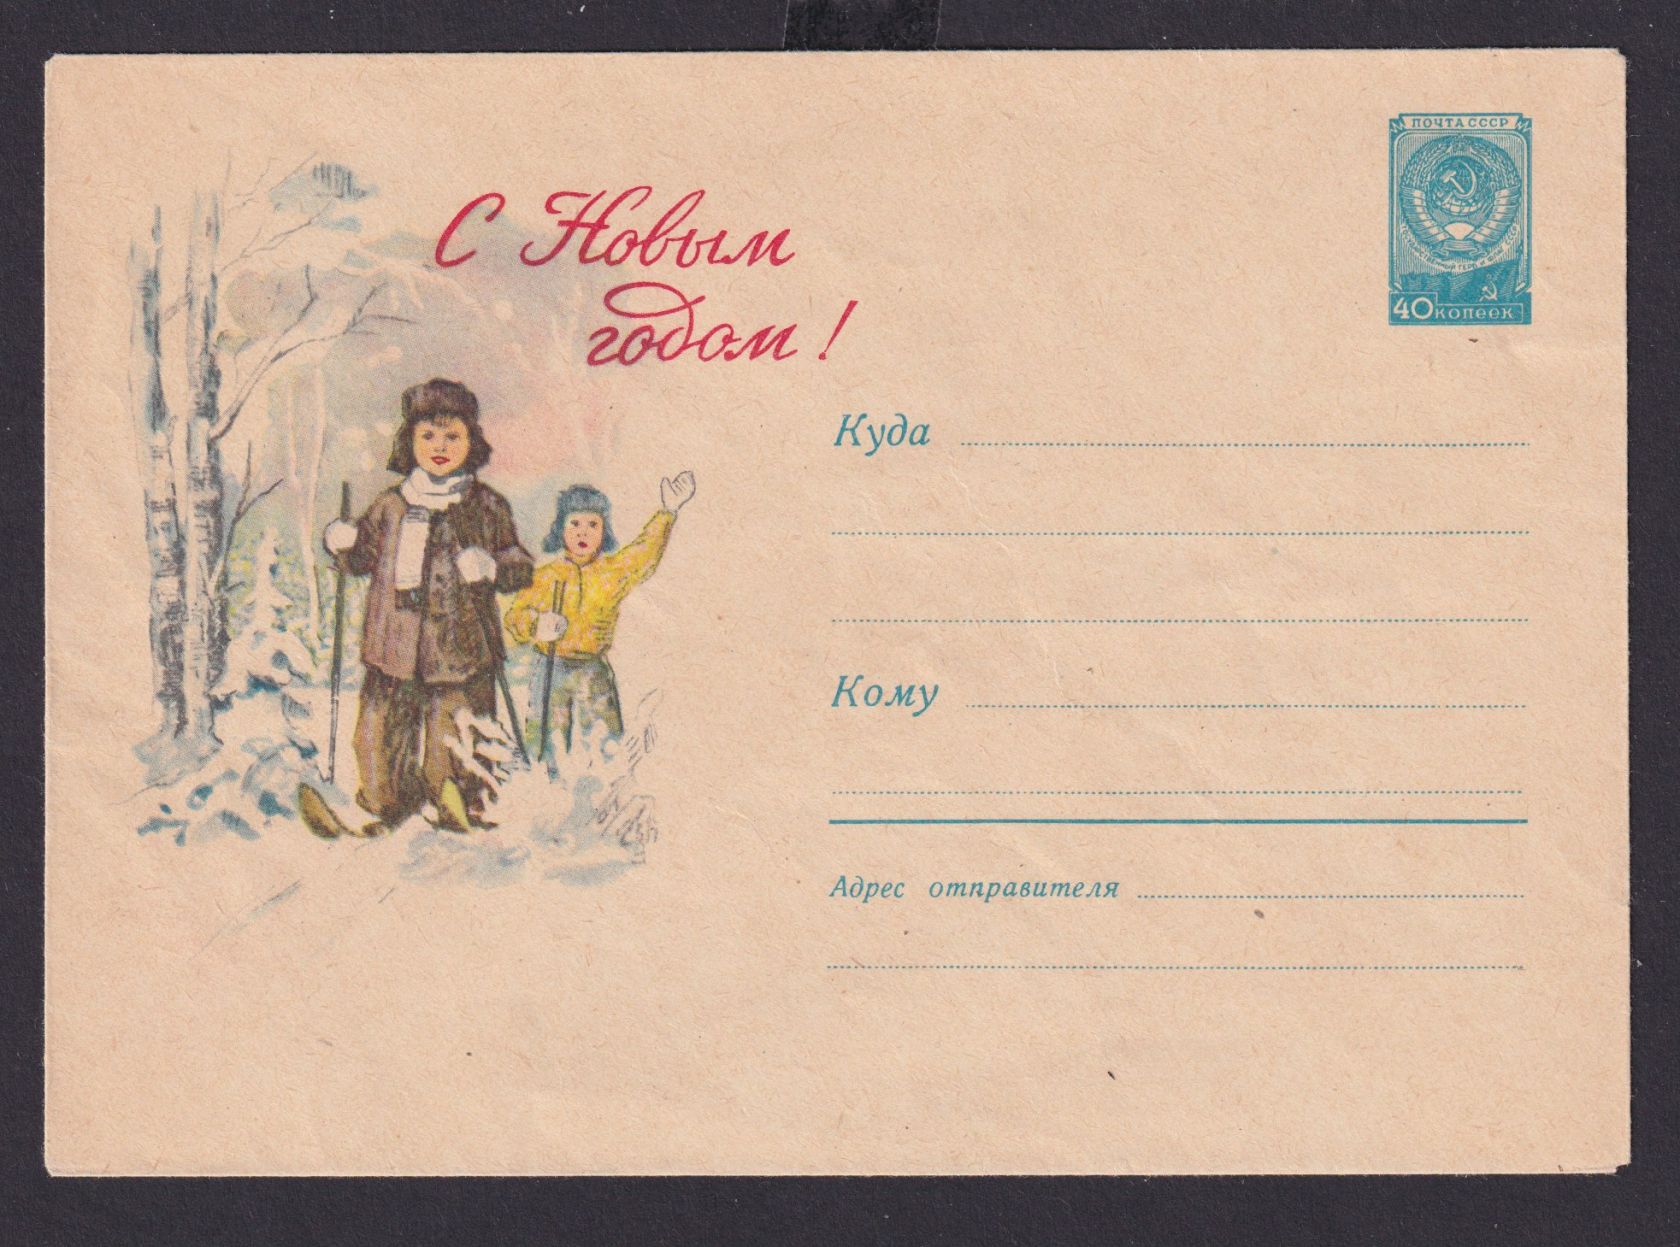 С Новым
годом!
ПОЧТА СССР
40 копеек
Куда
Кому
Адрес отправителя